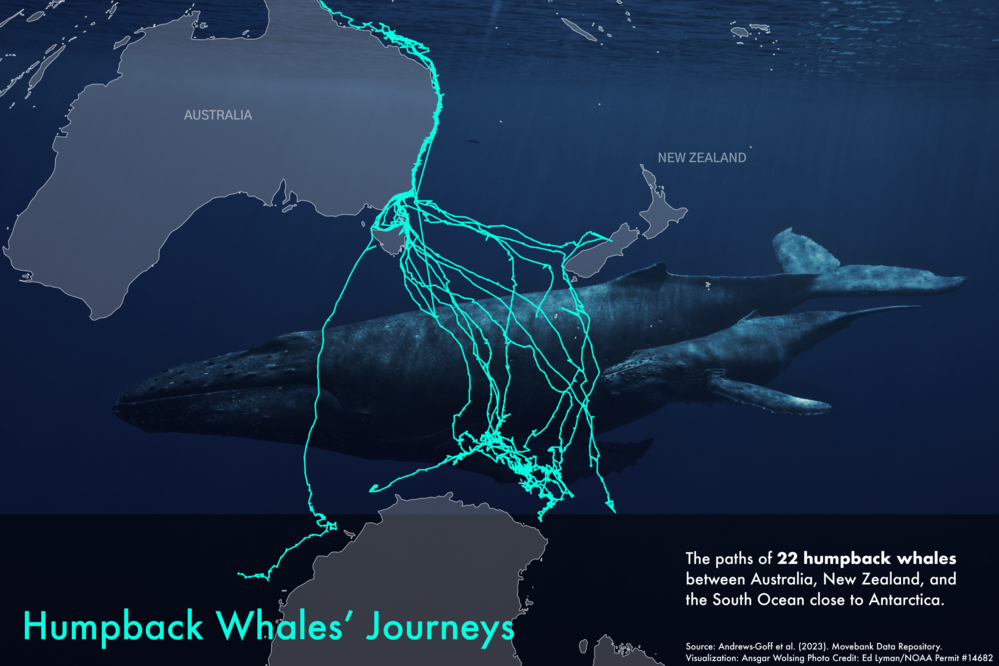 AUSTRALIA
NEW ZEALAND
The paths of 22 humpback whales
between Australia, New Zealand, and
the South Ocean close to Antarctica.
Humpback Whales’ Journeys
Source: Andrews-Goff et al. (2023). Movebank Data Repository.
Visualization: Ansgar Wolsing Photo Credit: Ed Lyman/NOAA Permit #14682